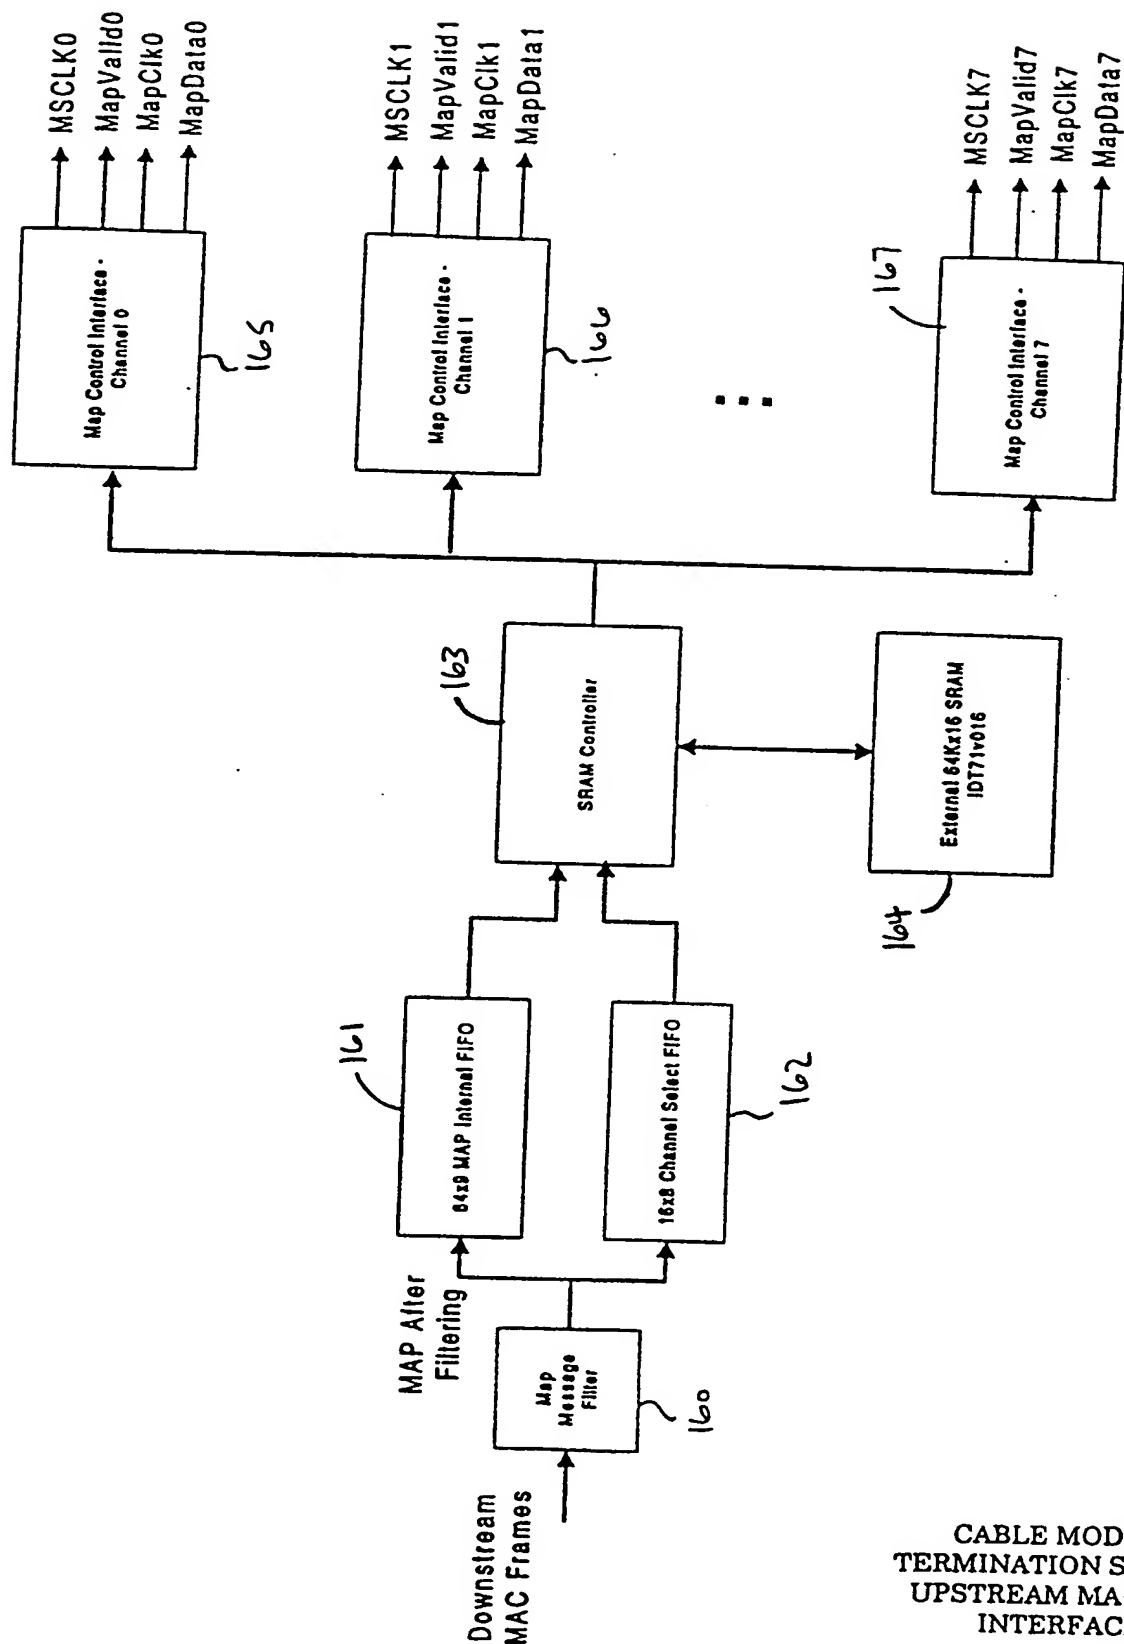 Downstream
MAC Frames
Map
Message
Filter
160
MAP After
Filtering
64x9 MAP Internal FIFO
161
16x8 Channel Select FIFO
162
SRAM Controller
163
External 64Kx16 SRAM
IDT71v016
164
Map Control Interface -
Channel 0
165
MSCLK0
MapValid0
MapClk0
MapData0
Map Control Interface -
Channel 1
166
MSCLK1
MapValid1
MapClk1
MapData1
Map Control Interface -
Channel 7
167
MSCLK7
MapValid7
MapClk7
MapData7
CABLE MOD
TERMINATION S
UPSTREAM MA
INTERFAC